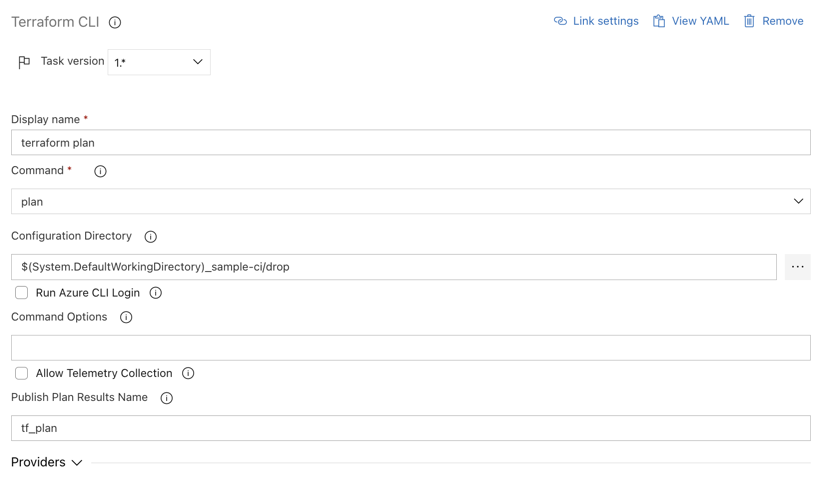 Terraform CLI
Link settings View YAML Remove
Task version 1.*
Display name *
terraform plan
Command *
plan
Configuration Directory
$(System.DefaultWorkingDirectory)_sample-ci/drop
Run Azure CLI Login
Command Options
Allow Telemetry Collection
Publish Plan Results Name
tf_plan
Providers